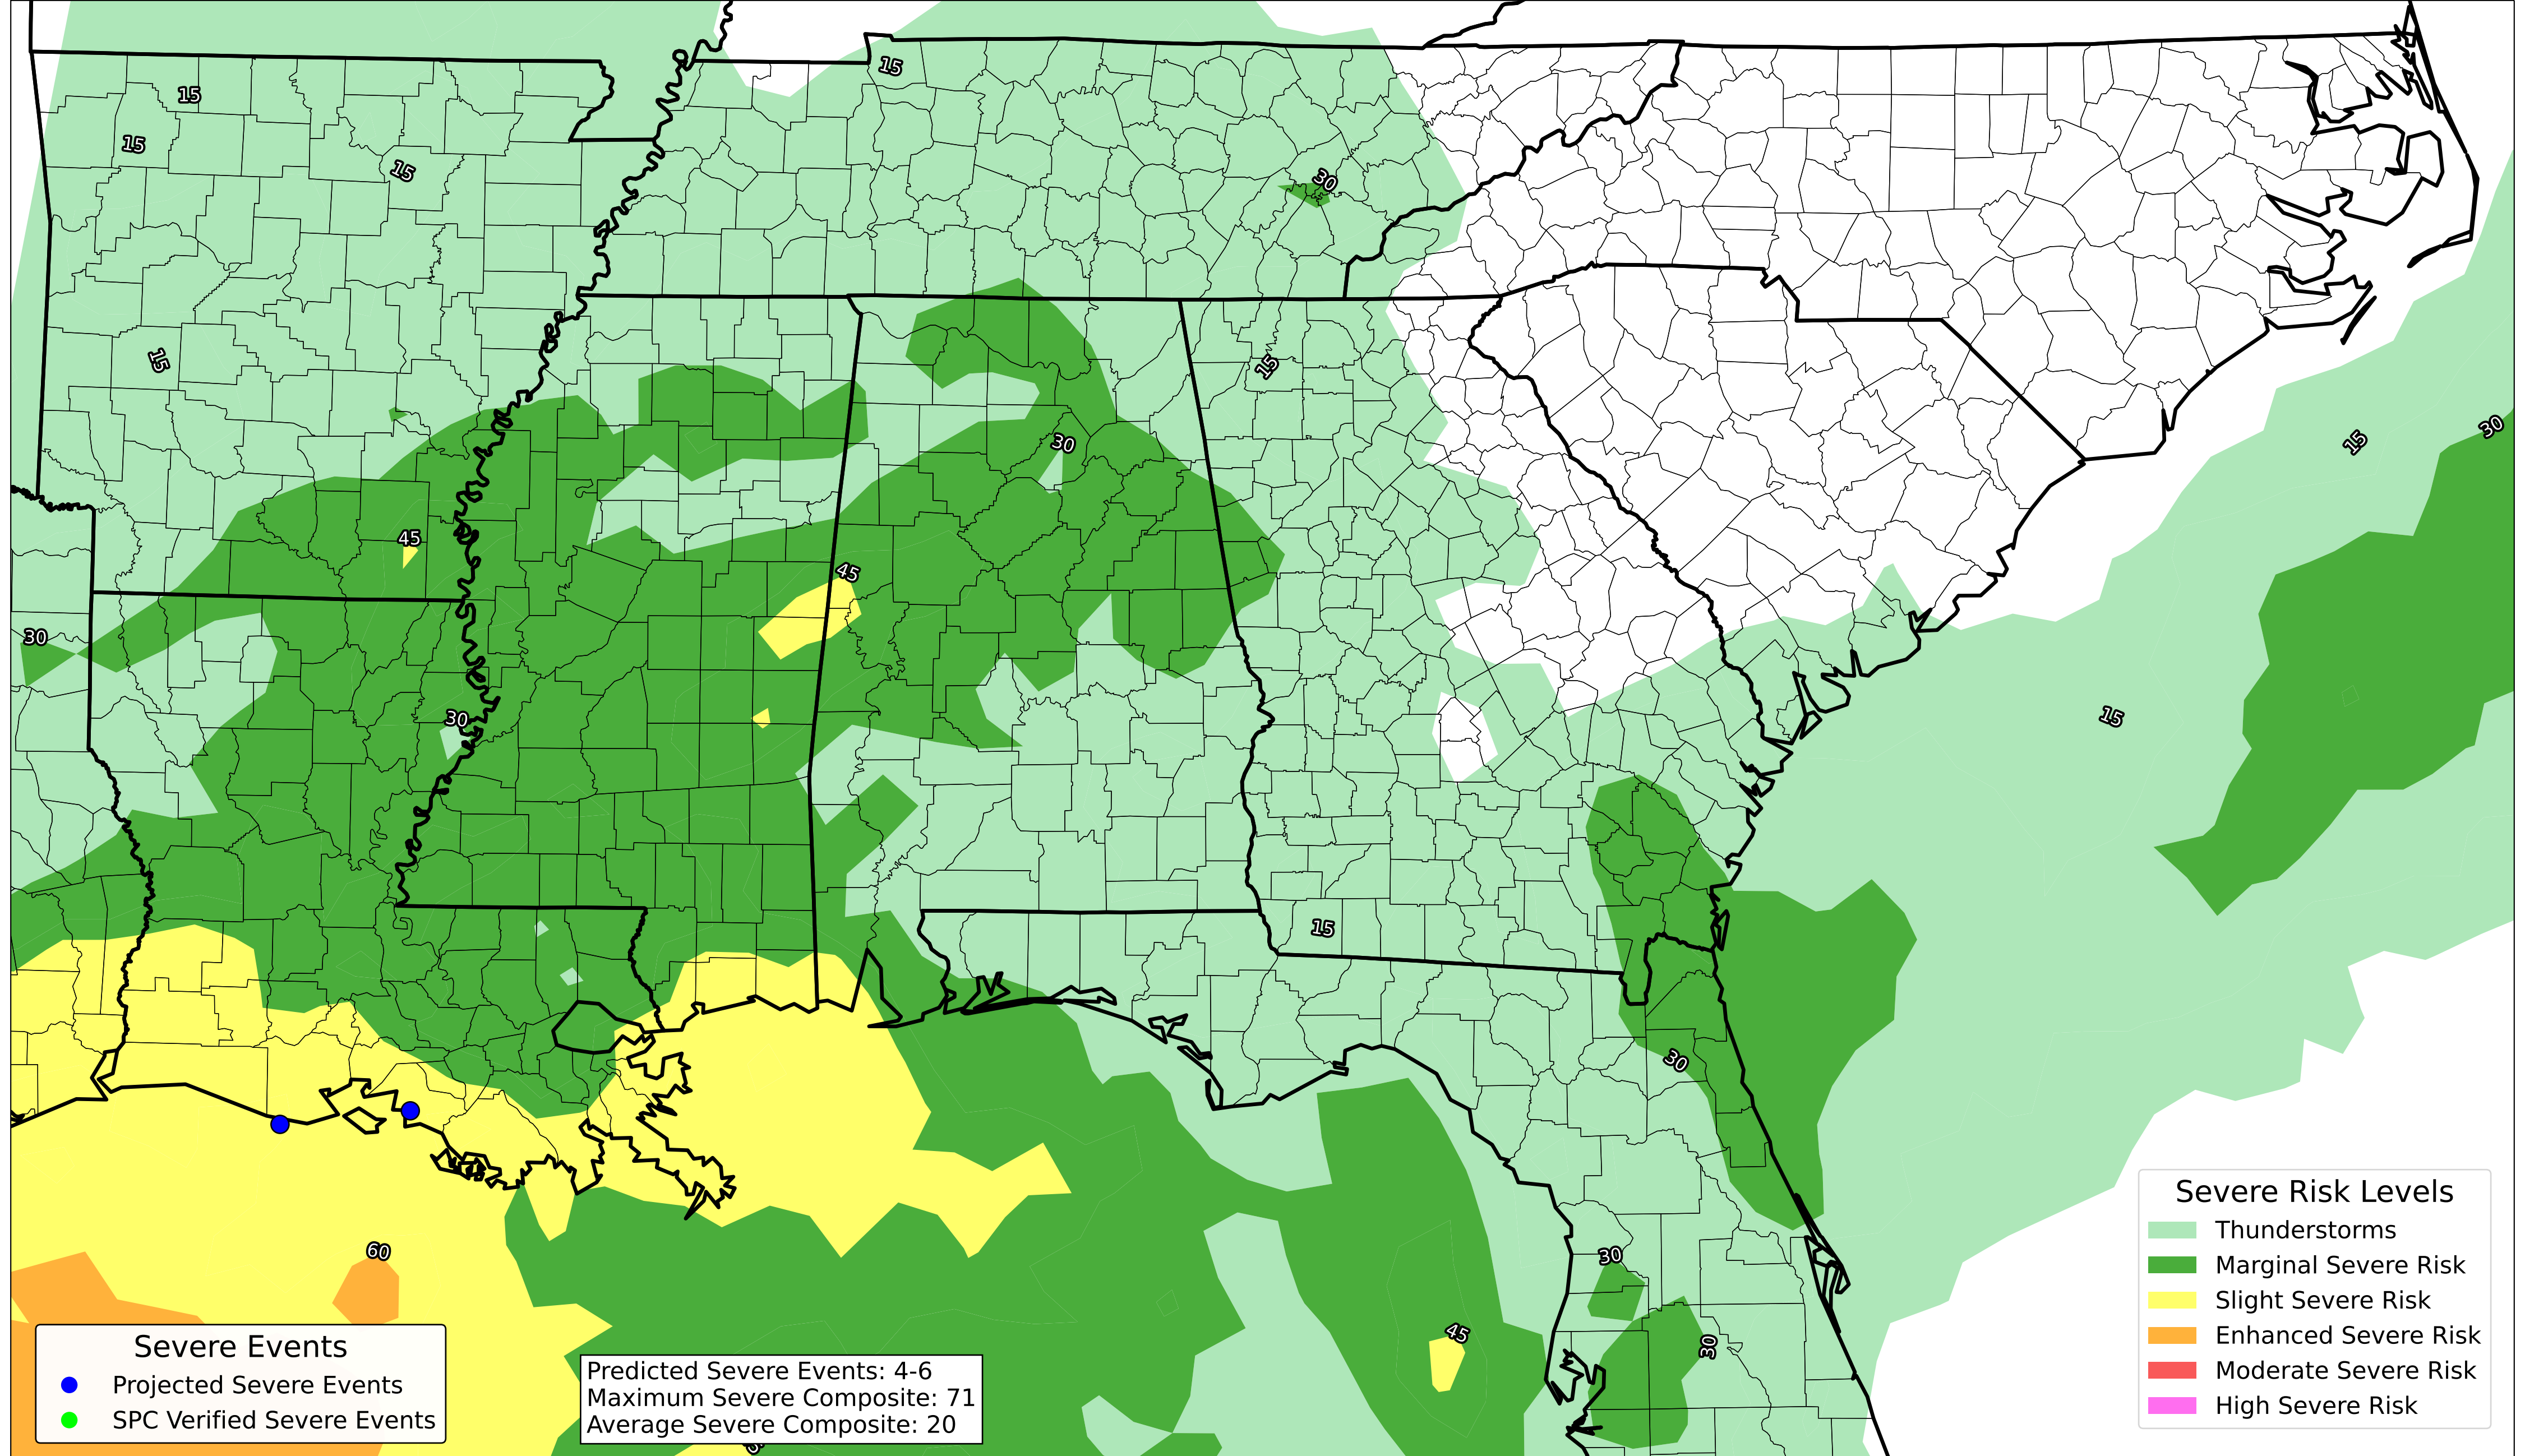 15
15
15
15
30
15
15
30
30
15
45
45
30
15
30
15
15
30
60
30
45
30
Severe Events
Projected Severe Events
SPC Verified Severe Events
Predicted Severe Events: 4-6
Maximum Severe Composite: 71
Average Severe Composite: 20
Severe Risk Levels
Thunderstorms
Marginal Severe Risk
Slight Severe Risk
Enhanced Severe Risk
Moderate Severe Risk
High Severe Risk